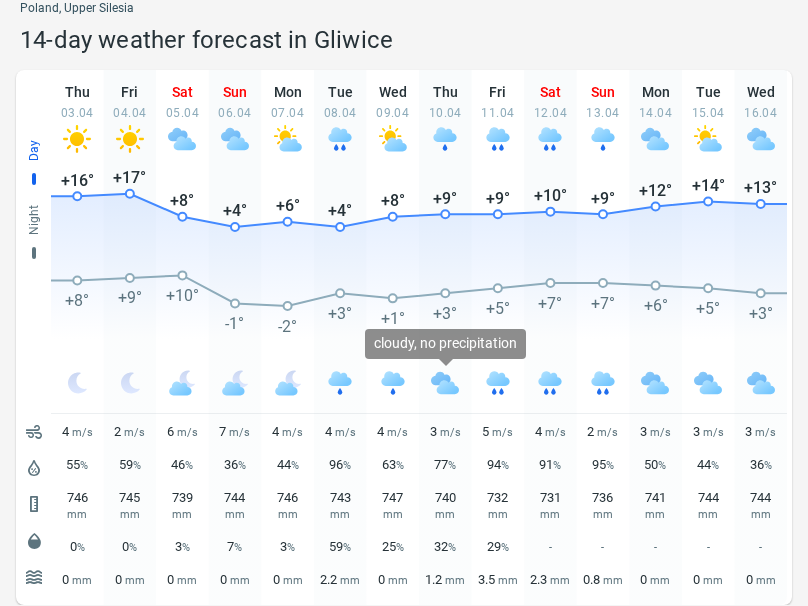 Poland, Upper Silesia
14-day weather forecast in Gliwice
Thu Fri Sat Sun Mon Tue Wed Thu Fri Sat Sun Mon Tue Wed
03.04 04.04 05.04 06.04 07.04 08.04 09.04 10.04 11.04 12.04 13.04 14.04 15.04 16.04
Day
+16° +17° +8° +4° +6° +4° +8° +9° +9° +10° +9° +12° +14° +13°
Night
+8° +9° +10° -1° -2° +3° +1° +3° +5° +7° +7° +6° +5° +3°
cloudy, no precipitation
4 m/s 2 m/s 6 m/s 7 m/s 4 m/s 4 m/s 4 m/s 3 m/s 5 m/s 4 m/s 2 m/s 3 m/s 3 m/s 3 m/s
55% 59% 46% 36% 44% 96% 63% 77% 94% 91% 95% 50% 44% 36%
746 745 739 744 746 743 747 740 732 731 736 741 744 744
mm mm mm mm mm mm mm mm mm mm mm mm mm mm
0% 0% 3% 7% 3% 59% 25% 32% 29% - - - - -
0 mm 0 mm 0 mm 0 mm 0 mm 2.2 mm 0 mm 1.2 mm 3.5 mm 2.3 mm 0.8 mm 0 mm 0 mm 0 mm